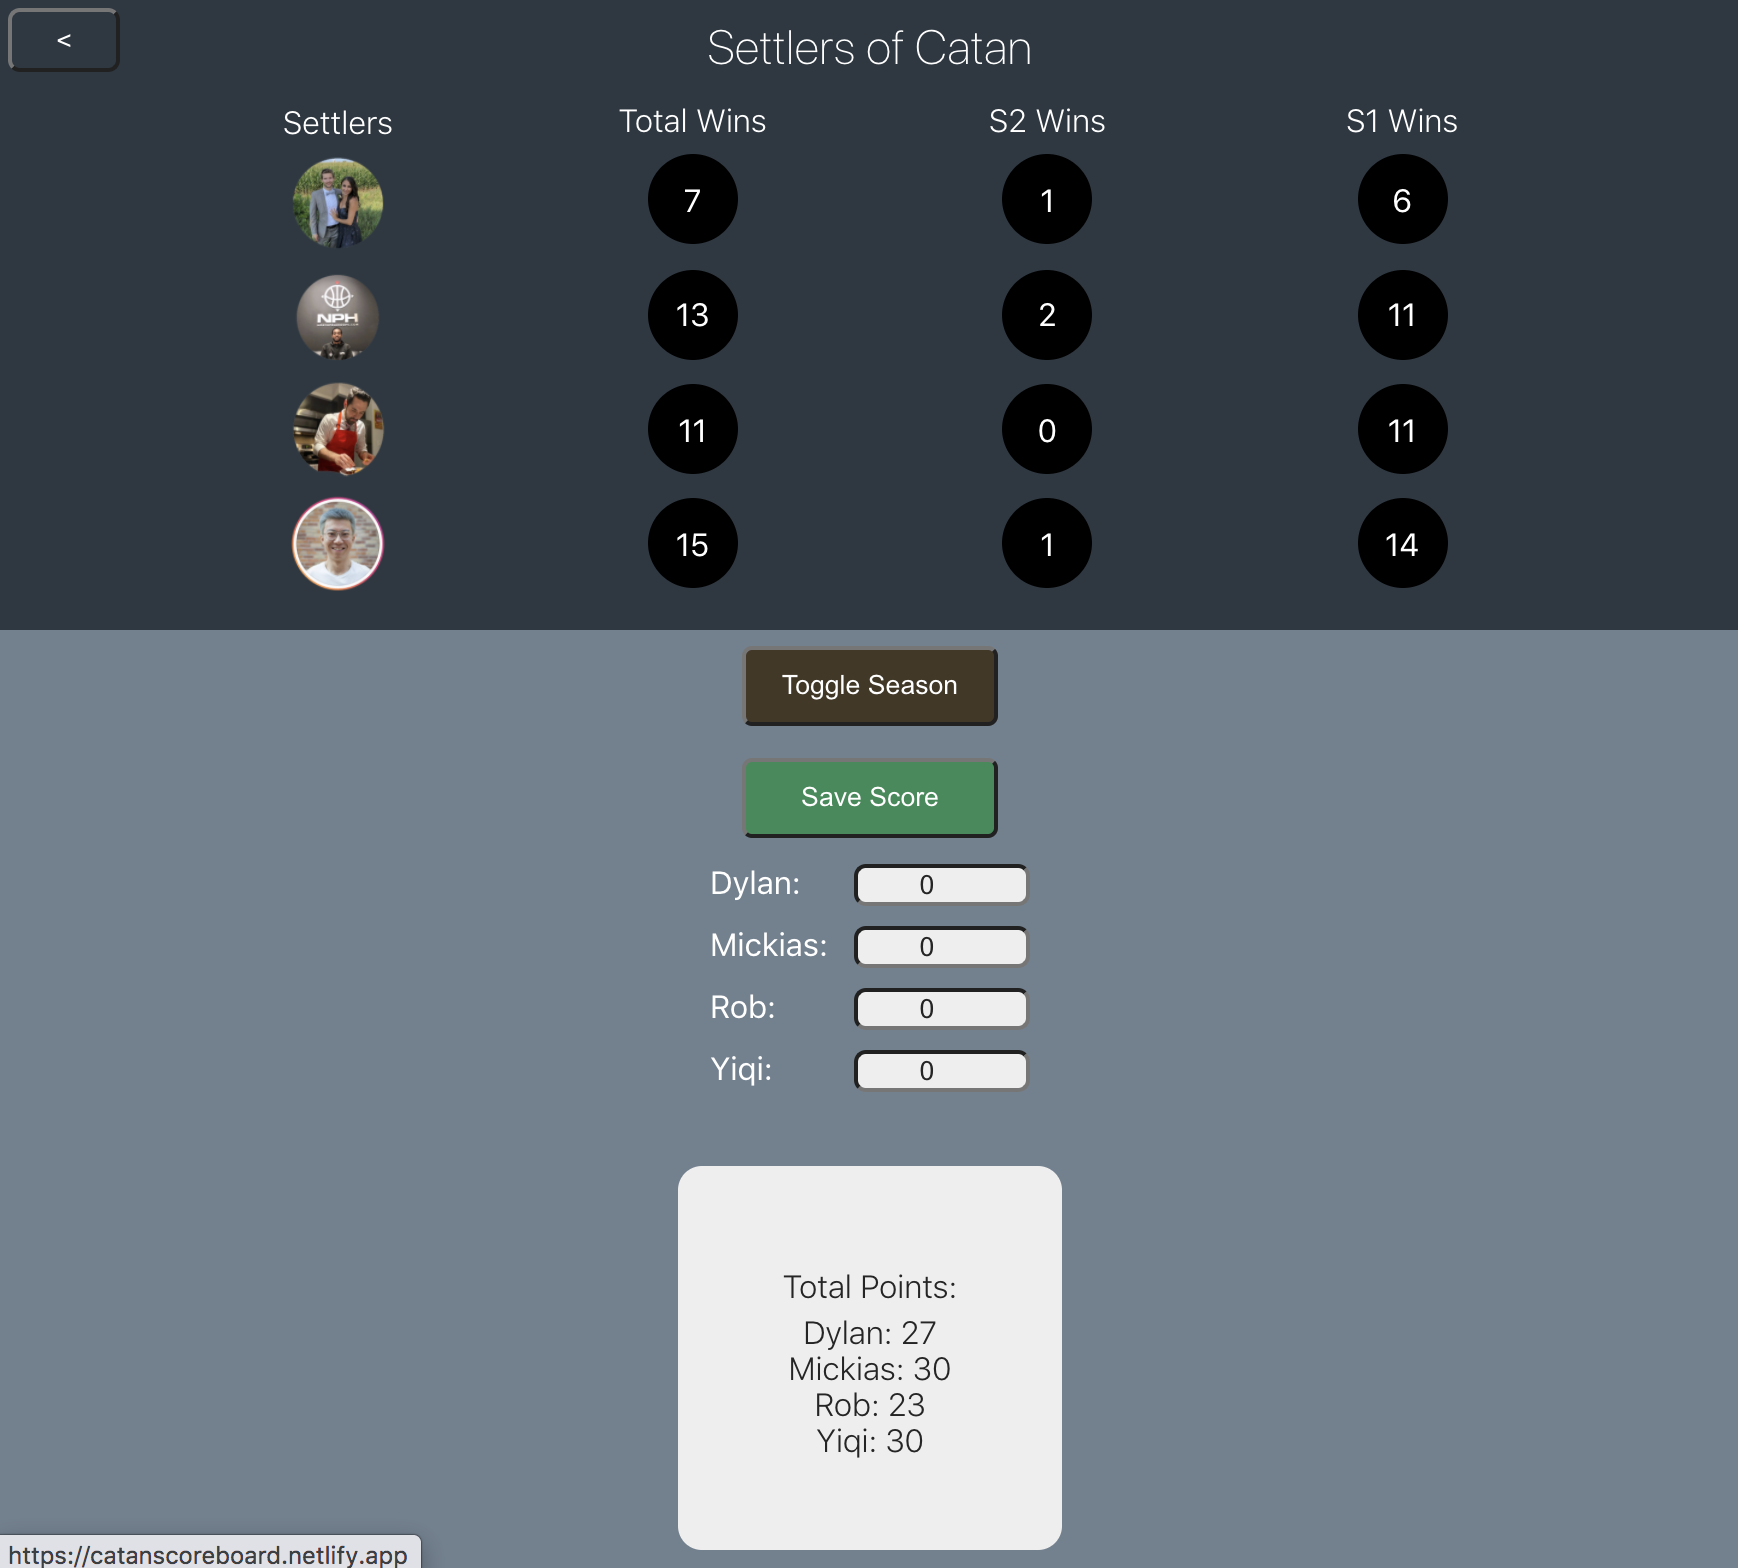 <
Settlers of Catan
Settlers Total Wins S2 Wins S1 Wins
7 1 6
NPH
13 2 11
11 0 11
15 1 14
Toggle Season
Save Score
Dylan: 0
Mickias: 0
Rob: 0
Yiqi: 0
Total Points:
Dylan: 27
Mickias: 30
Rob: 23
Yiqi: 30
https://catanscoreboard.netlify.app